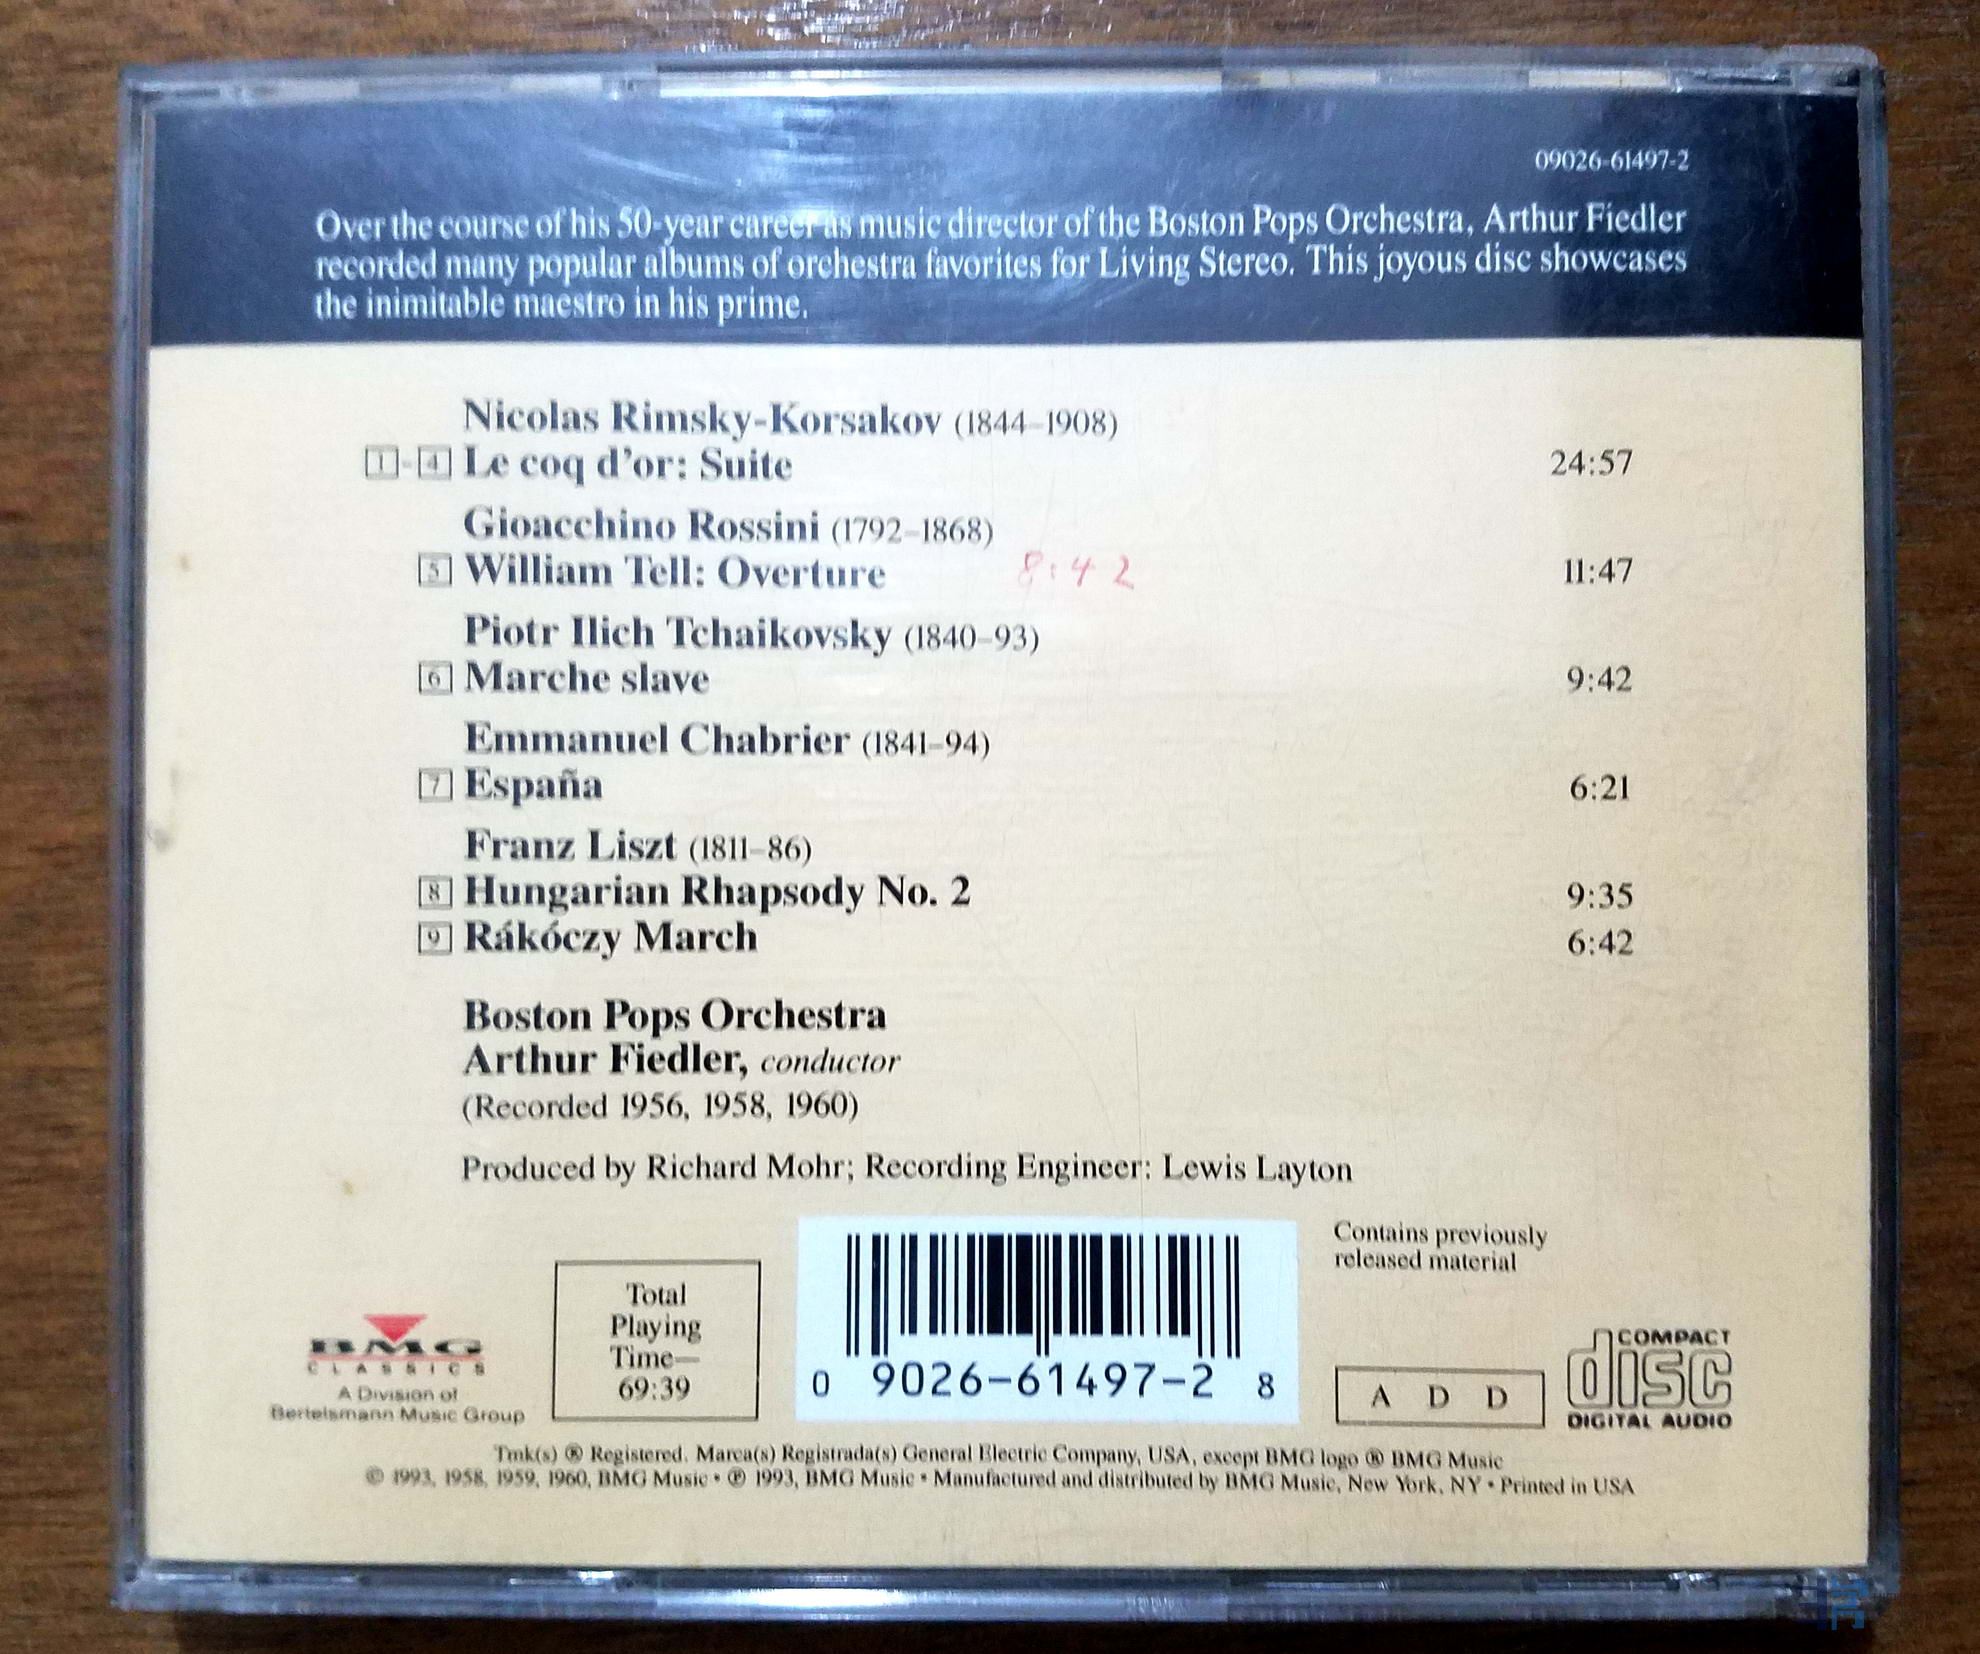 09026-61497-2
Over the course of his 50-year career as music director of the Boston Pops Orchestra, Arthur Fiedler
recorded many popular albums of orchestra favorites for Living Stereo. This joyous disc showcases
the inimitable maestro in his prime.
Nicolas Rimsky-Korsakov (1844–1908)
1-4 Le coq d'or: Suite 24:57
Gioacchino Rossini (1792–1868)
5 William Tell: Overture 8:42 11:47
Piotr Ilich Tchaikovsky (1840–93)
6 Marche slave 9:42
Emmanuel Chabrier (1841–94)
7 España 6:21
Franz Liszt (1811–86)
8 Hungarian Rhapsody No. 2 9:35
9 Rákóczy March 6:42
Boston Pops Orchestra
Arthur Fiedler, conductor
(Recorded 1956, 1958, 1960)
Produced by Richard Mohr; Recording Engineer: Lewis Layton
BMG
CLASSICS
A Division of
Bertelsmann Music Group
Total
Playing
Time—
69:39
0 9026-61497-2 8
Contains previously
released material
A D D
COMPACT
disc
DIGITAL AUDIO
Tmk(s) ® Registered. Marca(s) Registrada(s) General Electric Company, USA, except BMG logo ® BMG Music
© 1993, 1958, 1959, 1960, BMG Music • ℗ 1993, BMG Music • Manufactured and distributed by BMG Music, New York, NY • Printed in USA